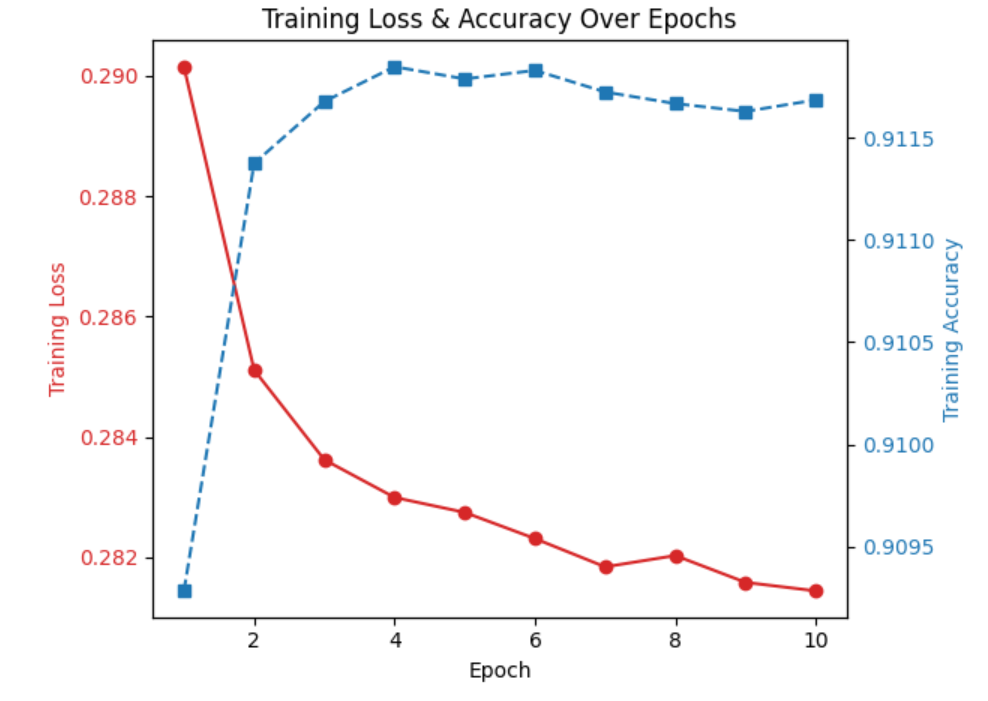 Training Loss & Accuracy Over Epochs
0.290
0.288
0.286
0.284
0.282
Training Loss
0.9115
0.9110
0.9105
0.9100
0.9095
Training Accuracy
2 4 6 8 10
Epoch